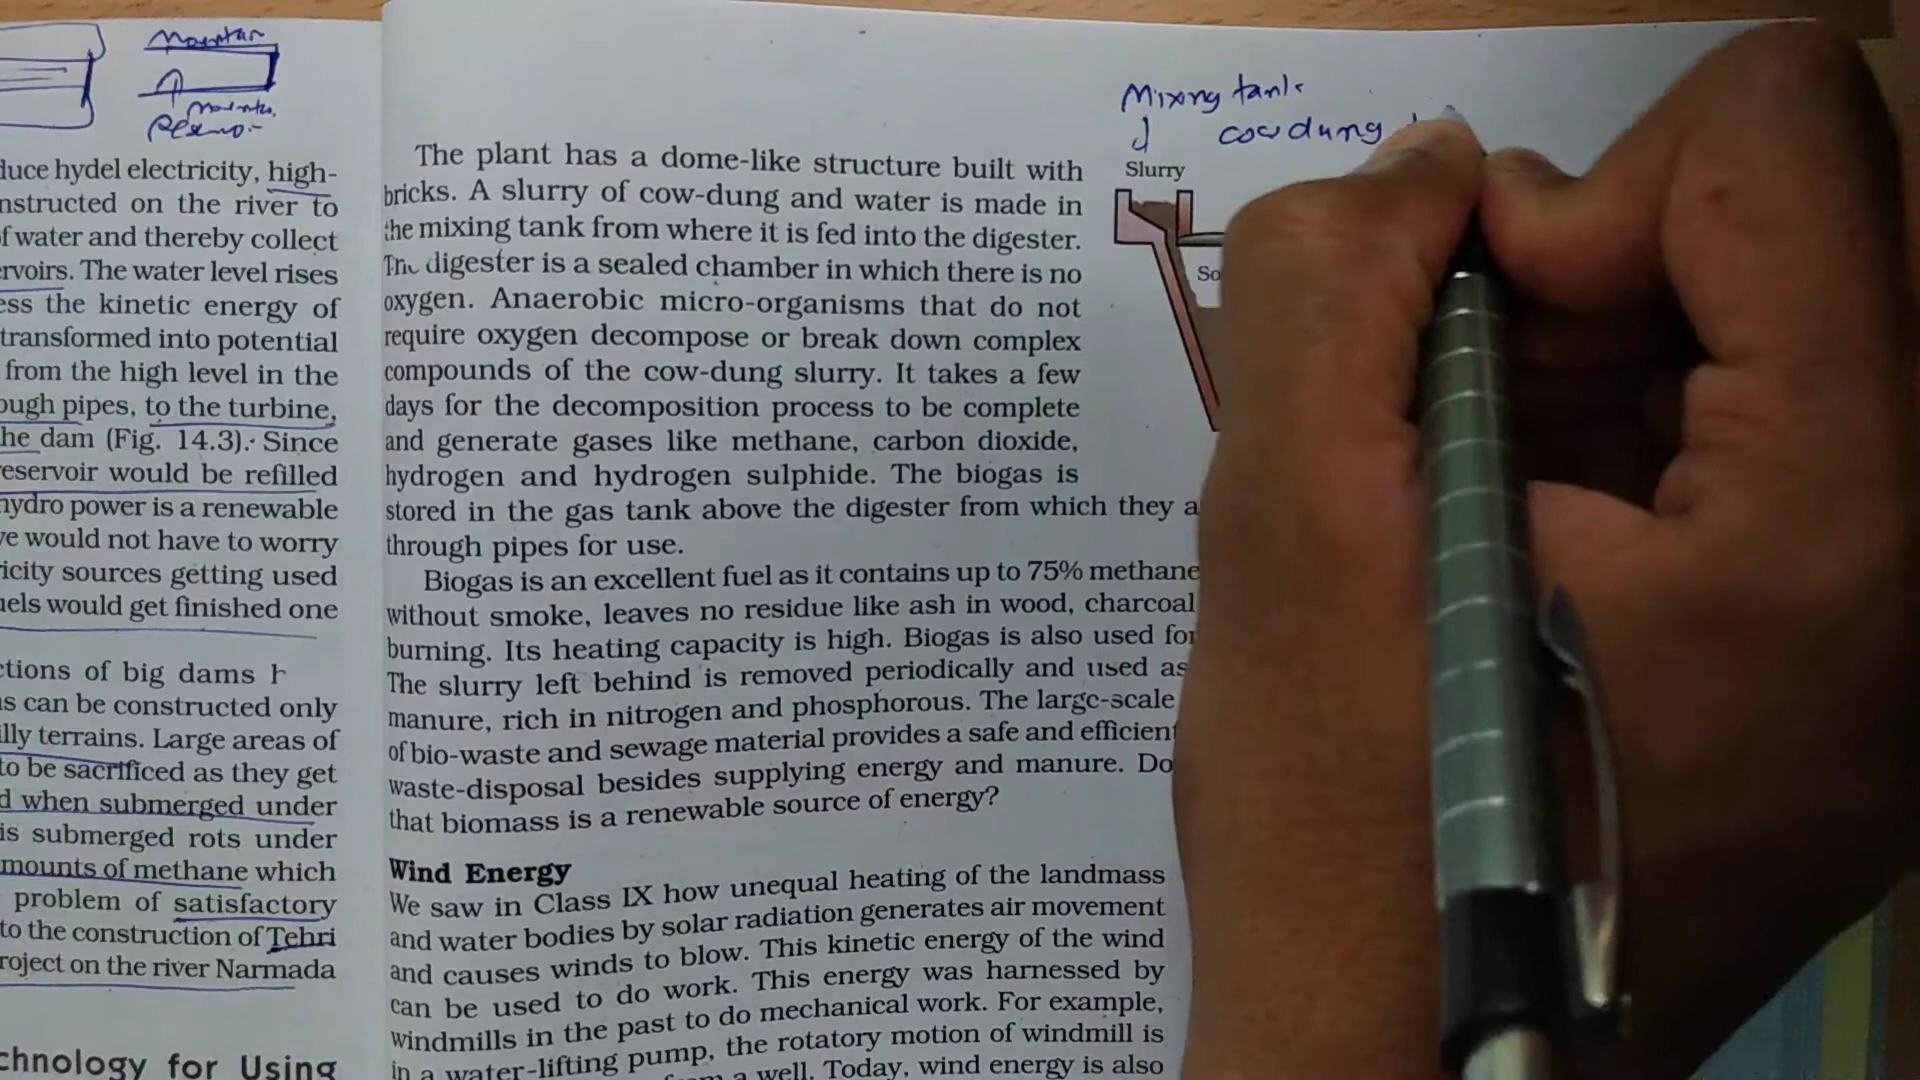 Mountain
Mixing tank
cow dung
Slurry
So
duce hydel electricity, high-
nstructed on the river to
of water and thereby collect
ervoirs. The water level rises
ess the kinetic energy of
transformed into potential
from the high level in the
ough pipes, to the turbine,
he dam (Fig. 14.3). Since
eservoir would be refilled
hydro power is a renewable
ve would not have to worry
ricity sources getting used
uels would get finished one
ctions of big dams h
s can be constructed only
illy terrains. Large areas of
to be sacrificed as they get
d when submerged under
is submerged rots under
mounts of methane which
problem of satisfactory
to the construction of Tehri
roject on the river Narmada
chnology for Using
The plant has a dome-like structure built with
bricks. A slurry of cow-dung and water is made in
the mixing tank from where it is fed into the digester.
The digester is a sealed chamber in which there is no
oxygen. Anaerobic micro-organisms that do not
require oxygen decompose or break down complex
compounds of the cow-dung slurry. It takes a few
days for the decomposition process to be complete
and generate gases like methane, carbon dioxide,
hydrogen and hydrogen sulphide. The biogas is
stored in the gas tank above the digester from which they a
through pipes for use.
Biogas is an excellent fuel as it contains up to 75% methane
without smoke, leaves no residue like ash in wood, charcoal
burning. Its heating capacity is high. Biogas is also used for
The slurry left behind is removed periodically and used as
manure, rich in nitrogen and phosphorous. The large-scale
of bio-waste and sewage material provides a safe and efficient
waste-disposal besides supplying energy and manure. Do
that biomass is a renewable source of energy?
Wind Energy
We saw in Class IX how unequal heating of the landmass
and water bodies by solar radiation generates air movement
and causes winds to blow. This kinetic energy of the wind
can be used to do work. This energy was harnessed by
windmills in the past to do mechanical work. For example,
in a water-lifting pump, the rotatory motion of windmill is
a well. Today, wind energy is also